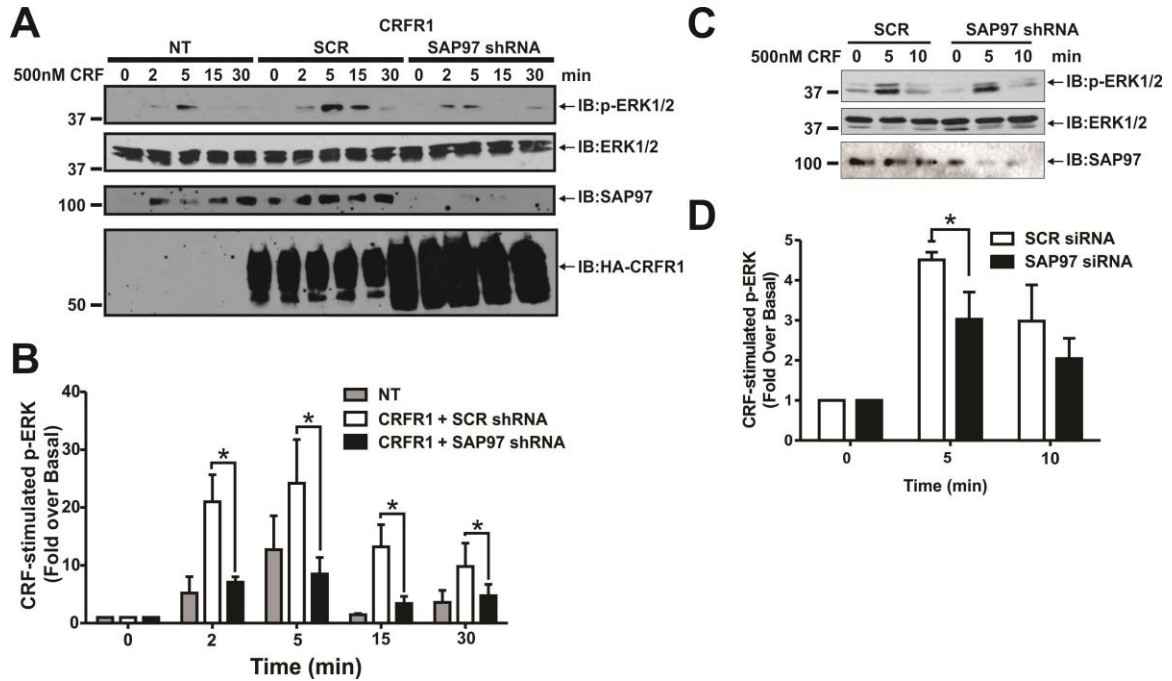 A
CRFR1
NT SCR SAP97 shRNA
500nM CRF 0 2 5 15 30 0 2 5 15 30 0 2 5 15 30 min
37 IB:p-ERK1/2
37 IB:ERK1/2
100 IB:SAP97
50 IB:HA-CRFR1
B
CRF-stimulated p-ERK
(Fold over Basal)
40
30
20
10
0
NT
CRFR1 + SCR shRNA
CRFR1 + SAP97 shRNA
* * * *
0 2 5 15 30
Time (min)
C
SCR SAP97 shRNA
500nM CRF 0 5 10 0 5 10 min
37 IB:p-ERK1/2
37 IB:ERK1/2
100 IB:SAP97
D
CRF-stimulated p-ERK
(Fold Over Basal)
5
4
3
2
1
0
*
SCR siRNA
SAP97 siRNA
0 5 10
Time (min)